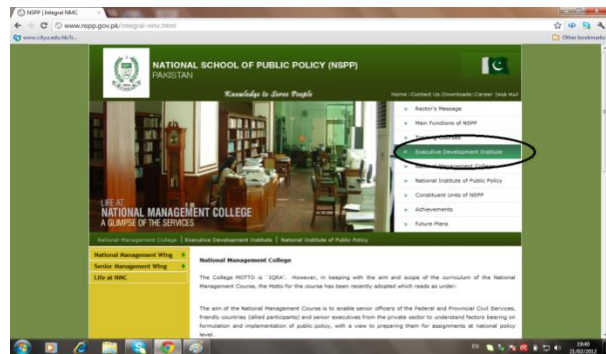 NSPP | Integral NMC
www.nspp.gov.pk/integral-nmc.html
Other bookmarks
NATIONAL SCHOOL OF PUBLIC POLICY (NSPP)
PAKISTAN
Knowledge to Serve People
Home
Contact Us
Downloads
Career
Rector's Message
Main Functions of NSPP
Training Courses
Executive Development Institute
National Management College
National Institute of Public Policy
Constituent Units of NSPP
Achievements
Future Plans
LIFE AT
NATIONAL MANAGEMENT COLLEGE
A GLIMPSE OF THE SERVICES
National Management College | Executive Development Institute | National Institute of Public Policy
National Management Wing
Senior Management Wing
Life at NMC
National Management College
The College MOTTO is 'IQRA'. However, in keeping with the aim and scope of the curriculum of the National
Management Course, the Motto for the course has been recently adopted which reads as under:
The aim of the National Management Course is to enable senior officers of the Federal and Provincial Civil Services,
friendly countries (allied participants) and senior executives from the private sector to understand factors bearing on
formulation and implementation of public policy, with a view to preparing them for assignments at national policy
level.
EN
19:40
21/02/2012